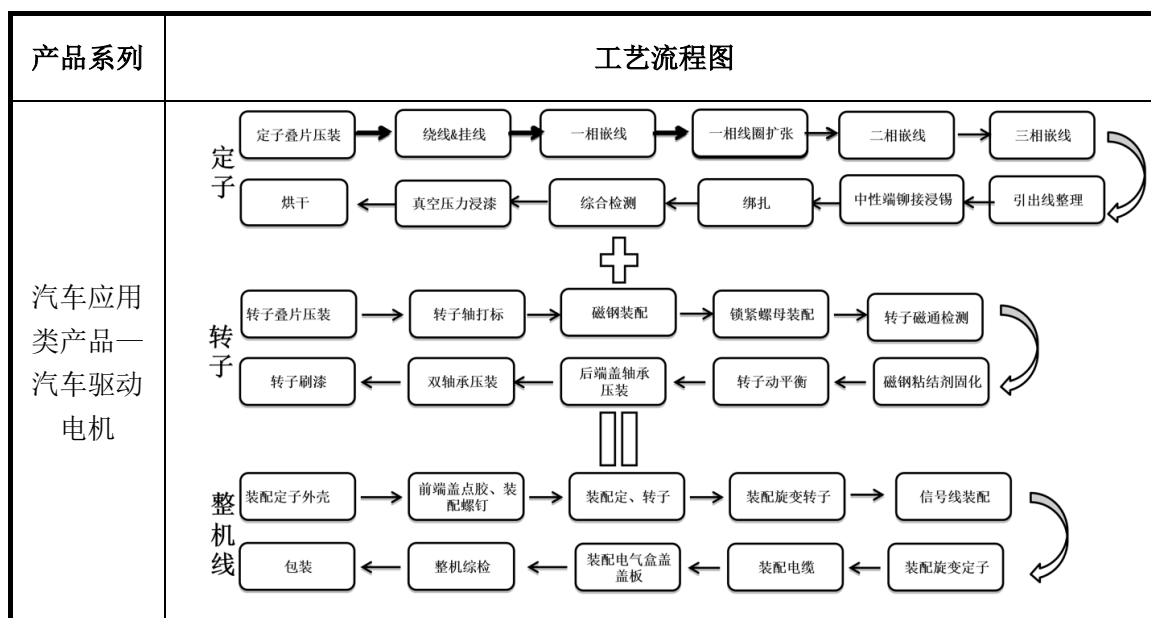 产品系列
工艺流程图
汽车应用
类产品—
汽车驱动
电机
定子
定子叠片压装
绕线&挂线
一相嵌线
一相线圈扩张
二相嵌线
三相嵌线
烘干
真空压力浸漆
综合检测
绑扎
中性端铆接浸锡
引出线整理
转子
转子叠片压装
转子轴打标
磁钢装配
锁紧螺母装配
转子磁通检测
转子刷漆
双轴承压装
后端盖轴承
压装
转子动平衡
磁钢粘结剂固化
整机线
装配定子外壳
前端盖点胶、装
配螺钉
装配定、转子
装配旋变转子
信号线装配
包装
整机综检
装配电气盒盖
盖板
装配电缆
装配旋变定子